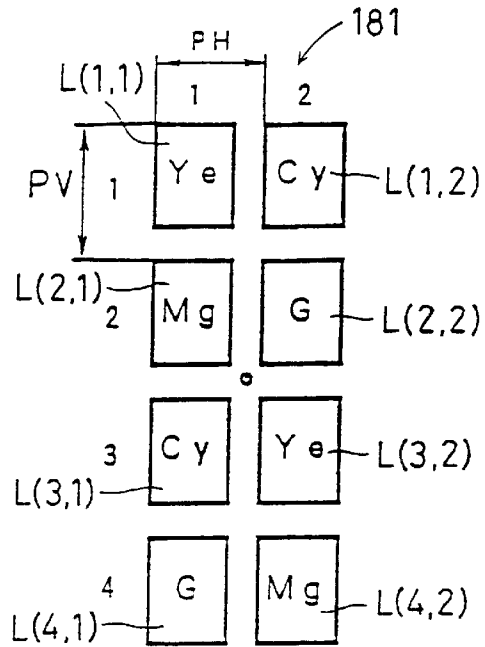 181
PH
L(1,1)
1 2
PV 1 Ye Cy L(1,2)
L(2,1)
2 Mg G L(2,2)
3 Cy Ye L(3,2)
L(3,1)
4 G Mg L(4,2)
L(4,1)